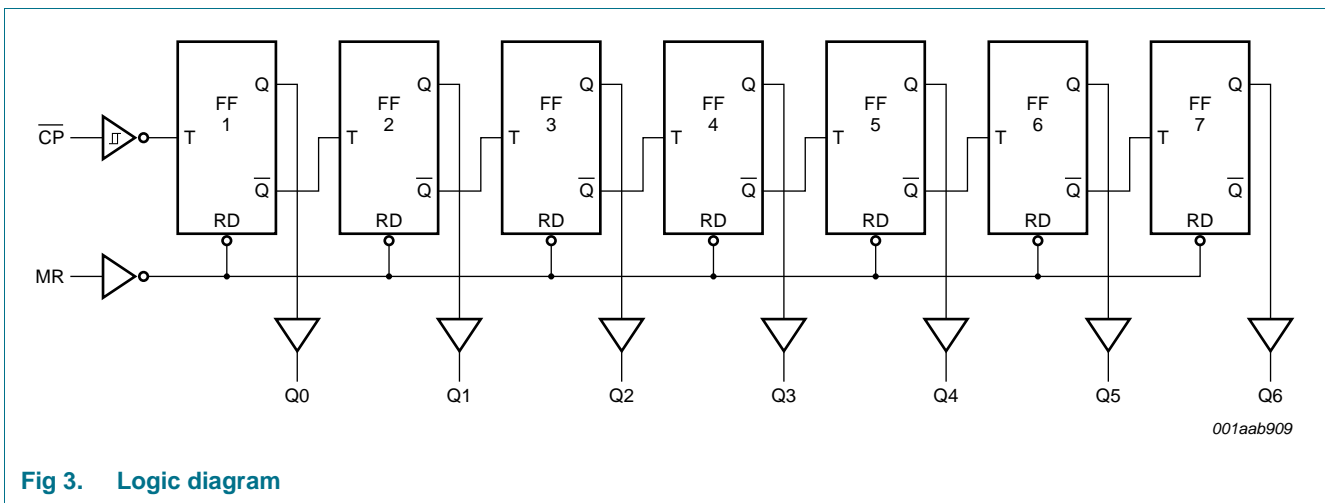 Q Q Q Q Q Q Q
FF FF FF FF FF FF FF
1 2 3 4 5 6 7
C̅P̅ T T T T T T T
Q̅ Q̅ Q̅ Q̅ Q̅ Q̅ Q̅
RD RD RD RD RD RD RD
MR
Q0 Q1 Q2 Q3 Q4 Q5 Q6
001aab909
Fig 3. Logic diagram